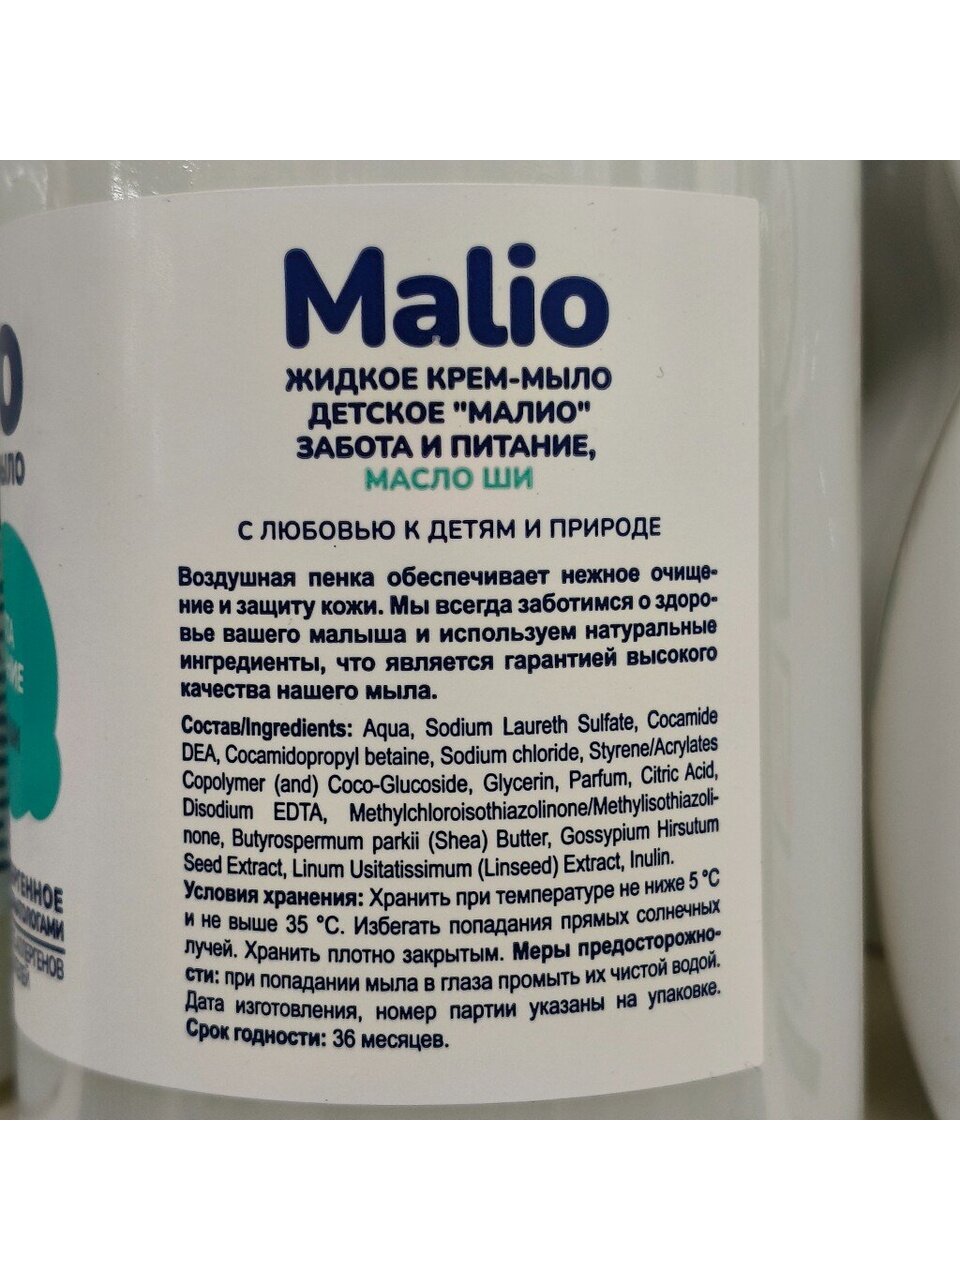 Malio
ЖИДКОЕ КРЕМ-МЫЛО
ДЕТСКОЕ "МАЛИО"
ЗАБОТА И ПИТАНИЕ,
МАСЛО ШИ
С ЛЮБОВЬЮ К ДЕТЯМ И ПРИРОДЕ
Воздушная пенка обеспечивает нежное очище-
ние и защиту кожи. Мы всегда заботимся о здоро-
вье вашего малыша и используем натуральные
ингредиенты, что является гарантией высокого
качества нашего мыла.
Состав/Ingredients: Aqua, Sodium Laureth Sulfate, Cocamide
DEA, Cocamidopropyl betaine, Sodium chloride, Styrene/Acrylates
Copolymer (and) Coco-Glucoside, Glycerin, Parfum, Citric Acid,
Disodium EDTA, Methylchloroisothiazolinone/Methylisothiazoli-
none, Butyrospermum parkii (Shea) Butter, Gossypium Hirsutum
Seed Extract, Linum Usitatissimum (Linseed) Extract, Inulin.
Условия хранения: Хранить при температуре не ниже 5 °C
и не выше 35 °C. Избегать попадания прямых солнечных
лучей. Хранить плотно закрытым. Меры предосторожно-
сти: при попадании мыла в глаза промыть их чистой водой.
Дата изготовления, номер партии указаны на упаковке.
Срок годности: 36 месяцев.